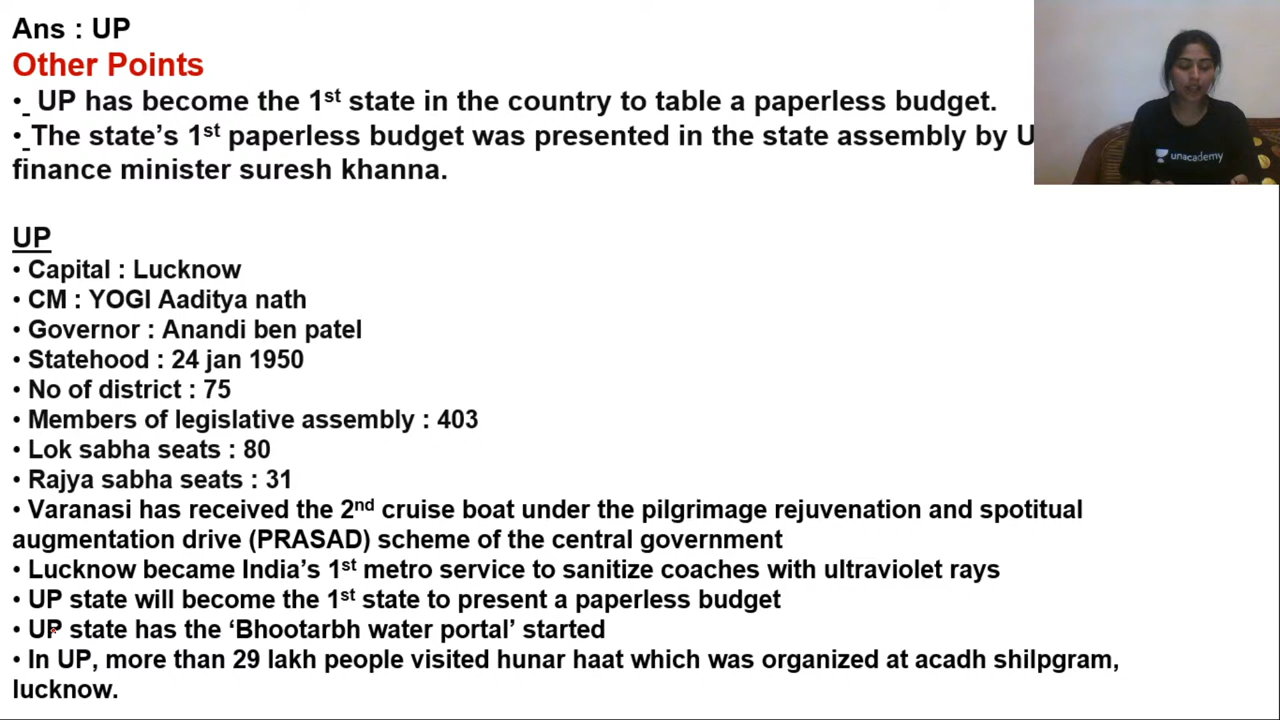 Ans : UP
Other Points
• UP has become the 1st state in the country to table a paperless budget.
• The state's 1st paperless budget was presented in the state assembly by
finance minister suresh khanna.
unacademy
UP
• Capital : Lucknow
• CM : YOGI Aaditya nath
• Governor : Anandi ben patel
• Statehood : 24 jan 1950
• No of district : 75
• Members of legislative assembly : 403
• Lok sabha seats : 80
• Rajya sabha seats : 31
• Varanasi has received the 2nd cruise boat under the pilgrimage rejuvenation and spotitual
augmentation drive (PRASAD) scheme of the central government
• Lucknow became India's 1st metro service to sanitize coaches with ultraviolet rays
• UP state will become the 1st state to present a paperless budget
• UP state has the ‘Bhootarbh water portal’ started
• In UP, more than 29 lakh people visited hunar haat which was organized at acadh shilpgram,
lucknow.